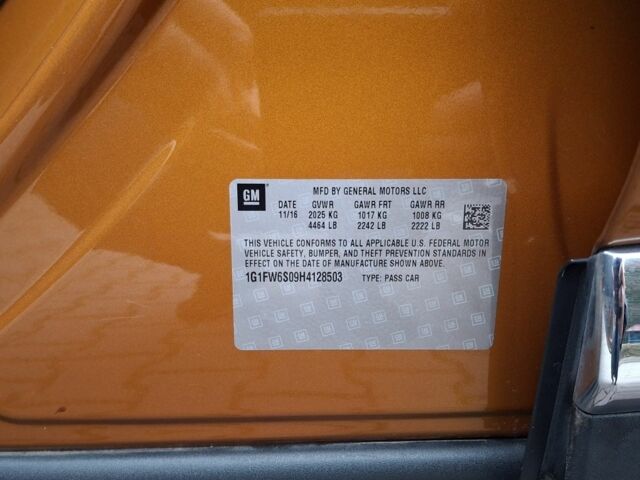 GM
MFD BY GENERAL MOTORS LLC
DATE GVWR GAWR FRT GAWR RR
11/16 2025 KG 1017 KG 1008 KG
4464 LB 2242 LB 2222 LB
THIS VEHICLE CONFORMS TO ALL APPLICABLE U.S. FEDERAL MOTOR
VEHICLE SAFETY, BUMPER, AND THEFT PREVENTION STANDARDS IN
EFFECT ON THE DATE OF MANUFACTURE SHOWN ABOVE.
1G1FW6S09H4128503 TYPE: PASS CAR